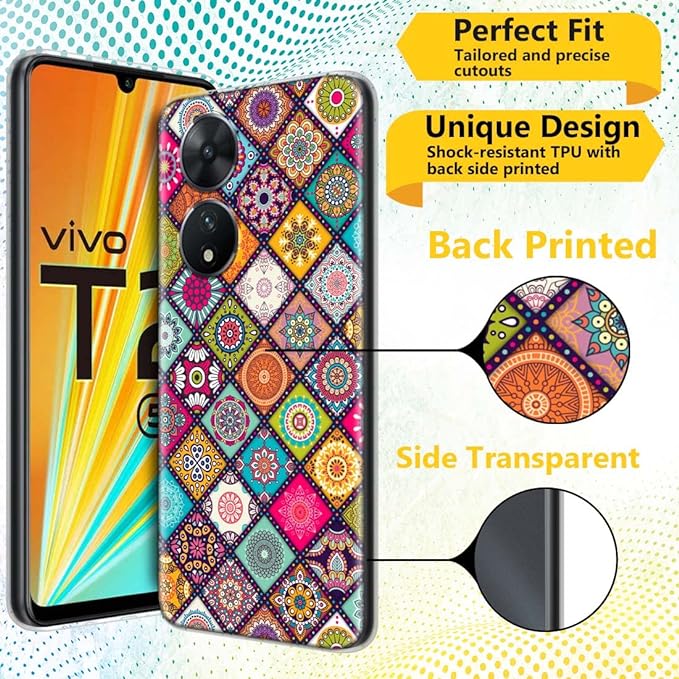 Perfect Fit
Tailored and precise
cutouts
Unique Design
Shock-resistant TPU with
back side printed
Back Printed
Side Transparent
vivo
T2